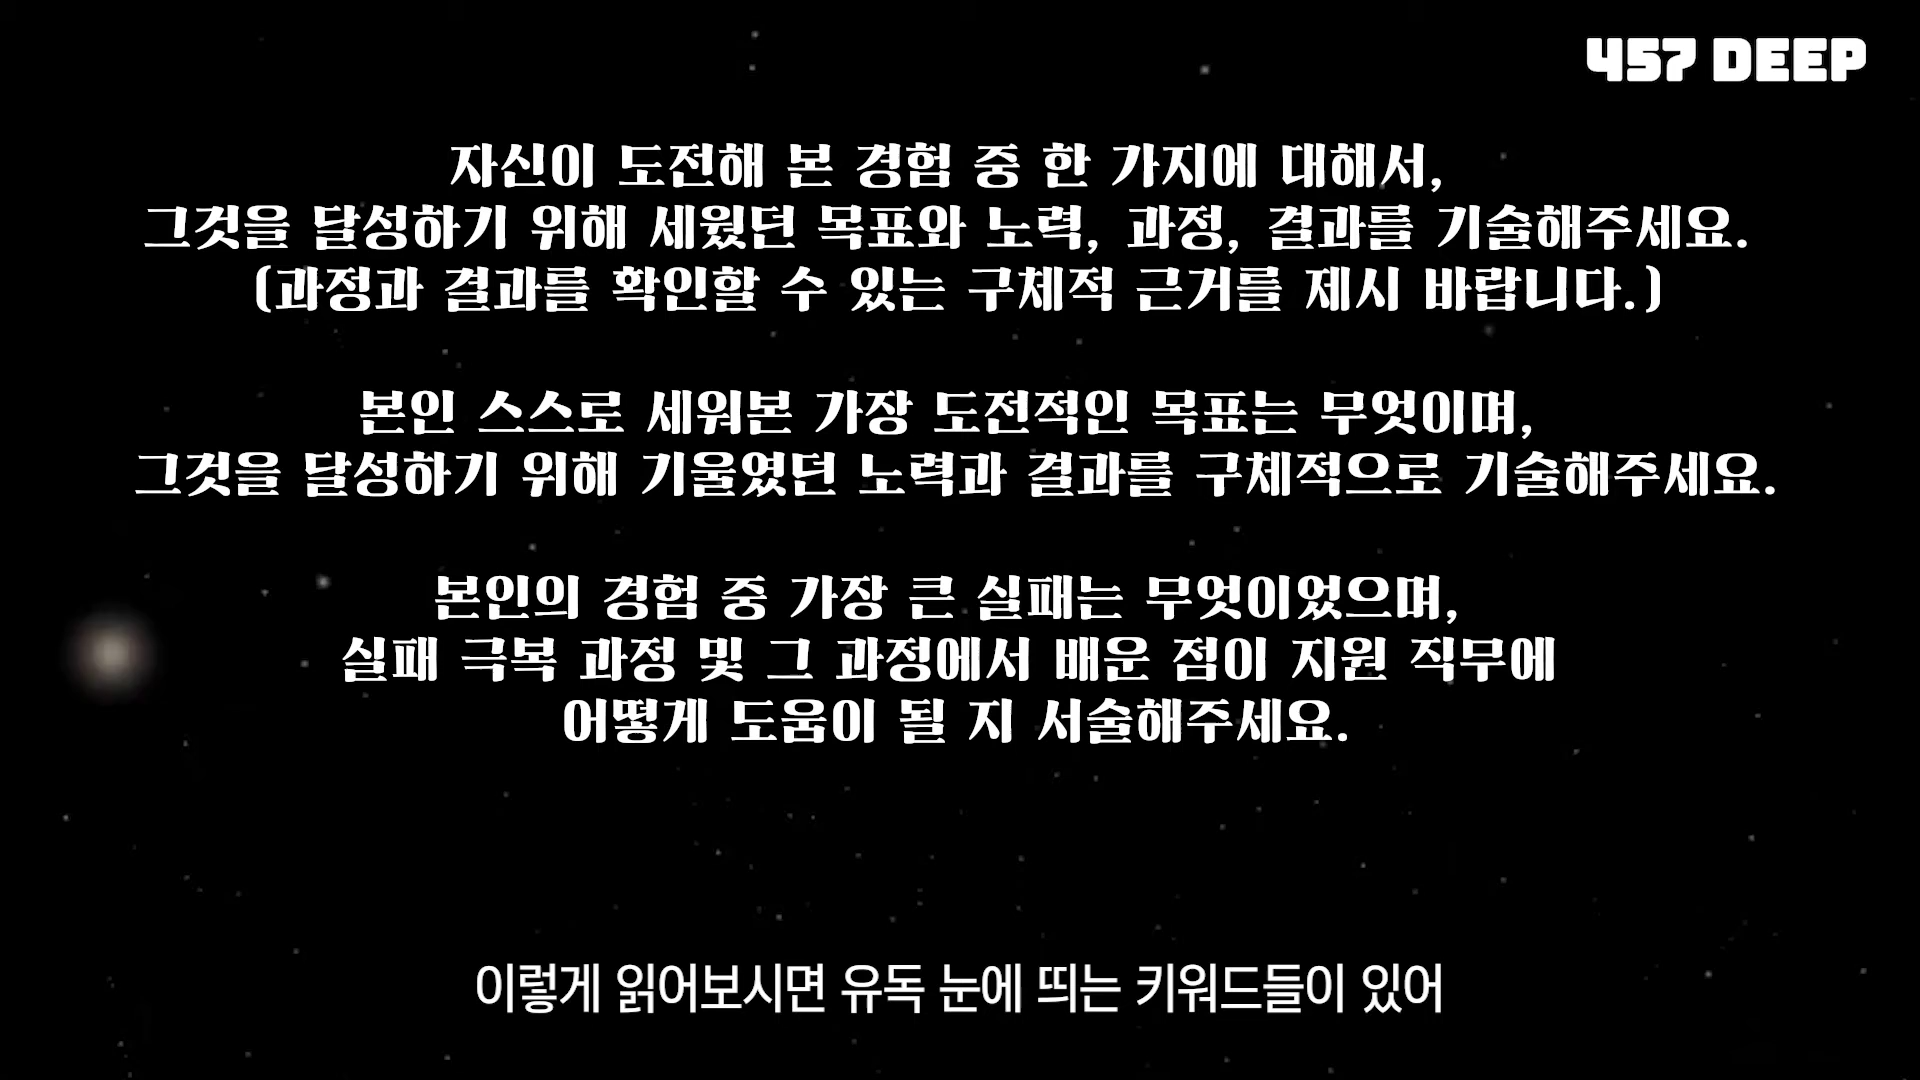 457 DEEP
자신이 도전해 본 경험 중 한 가지에 대해서,
그것을 달성하기 위해 세웠던 목표와 노력, 과정, 결과를 기술해주세요.
(과정과 결과를 확인할 수 있는 구체적 근거를 제시 바랍니다.)
본인 스스로 세워본 가장 도전적인 목표는 무엇이며,
그것을 달성하기 위해 기울였던 노력과 결과를 구체적으로 기술해주세요.
본인의 경험 중 가장 큰 실패는 무엇이었으며,
실패 극복 과정 및 그 과정에서 배운 점이 지원 직무에
어떻게 도움이 될 지 서술해주세요.
이렇게 읽어보시면 유독 눈에 띄는 키워드들이 있어